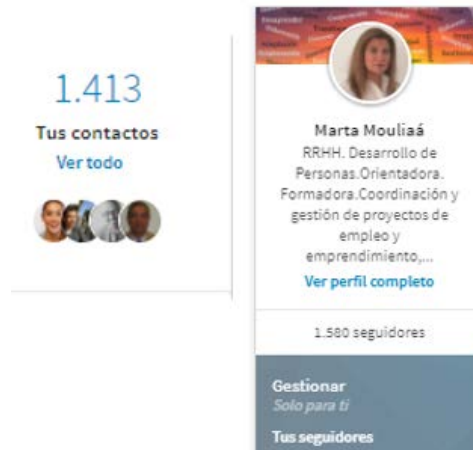 1.413
Tus contactos
Ver todo
Marta Mouliaá
RRHH. Desarrollo de
Personas.Orientadora.
Formadora.Coordinación y
gestión de proyectos de
empleo y
emprendimiento,...
Ver perfil completo
1.580 seguidores
Gestionar
Solo para ti
Tus seguidores